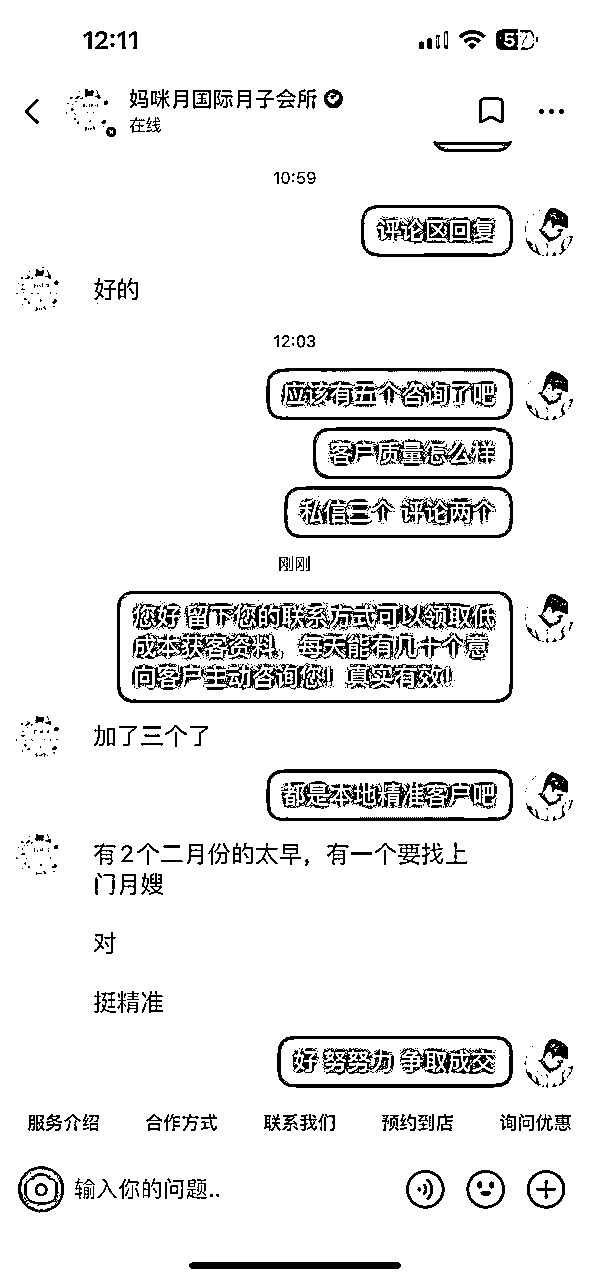 12:11
57
妈咪月国际月子会所
在线
10:59
评论区回复
好的
12:03
应该有五个咨询了吧
客户质量怎么样
私信三个 评论两个
刚刚
您好 留下您的联系方式可以领取低
成本获客资料，每天能有几十个意
向客户主动咨询您！真实有效！
加了三个了
都是本地精准客户吧
有2个二月份的太早，有一个要找上
门月嫂
对
挺精准
好 努努力 争取成交
服务介绍 合作方式 联系我们 预约到店 询问优惠
输入你的问题..